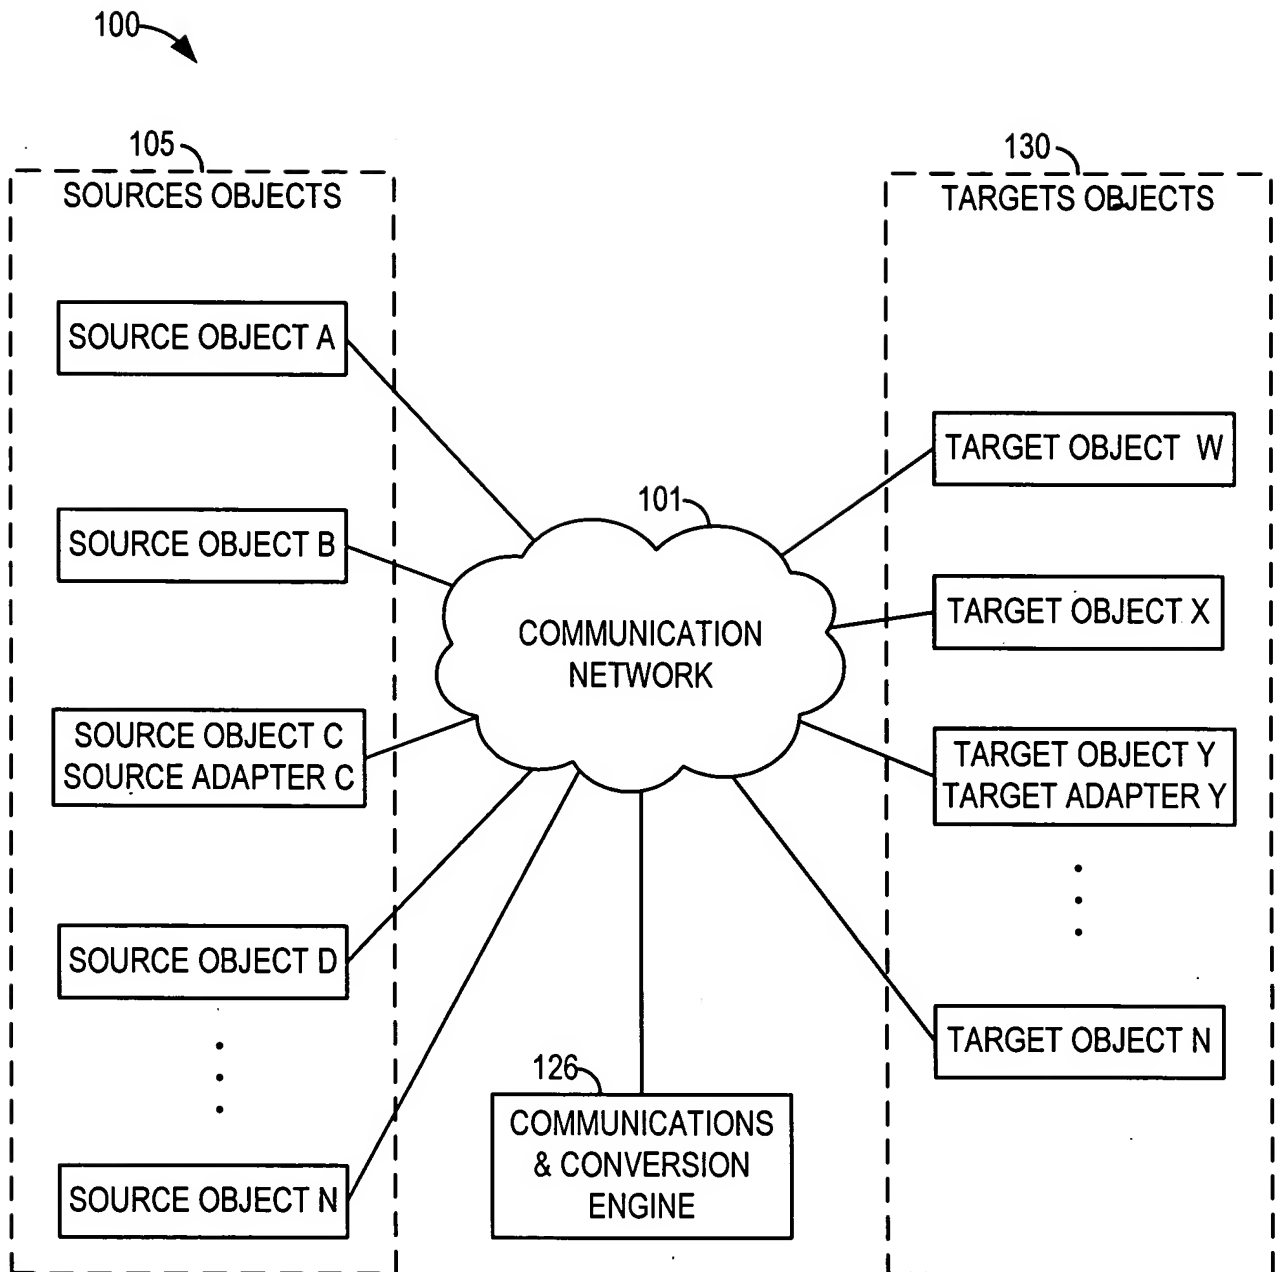 100
105
SOURCES OBJECTS
SOURCE OBJECT A
SOURCE OBJECT B
SOURCE OBJECT C
SOURCE ADAPTER C
SOURCE OBJECT D
SOURCE OBJECT N
101
COMMUNICATION
NETWORK
126
COMMUNICATIONS
& CONVERSION
ENGINE
130
TARGETS OBJECTS
TARGET OBJECT W
TARGET OBJECT X
TARGET OBJECT Y
TARGET ADAPTER Y
TARGET OBJECT N